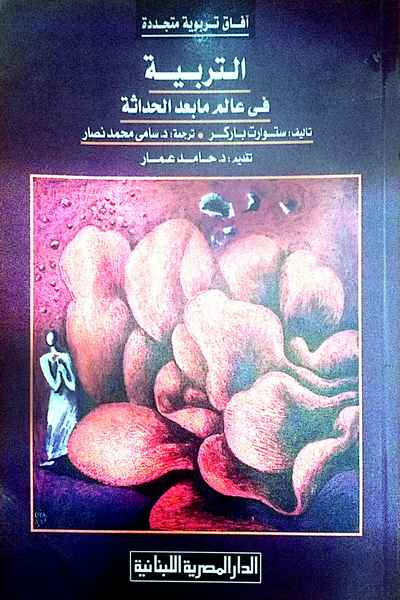 آفاق تربوية متجددة
التربية
فى عالم مابعد الحداثة
تأليف: ستوارت باركر • ترجمة: د. سامى محمد نصار
تقديم: د. حامد عمار
الدار المصرية اللبنانية